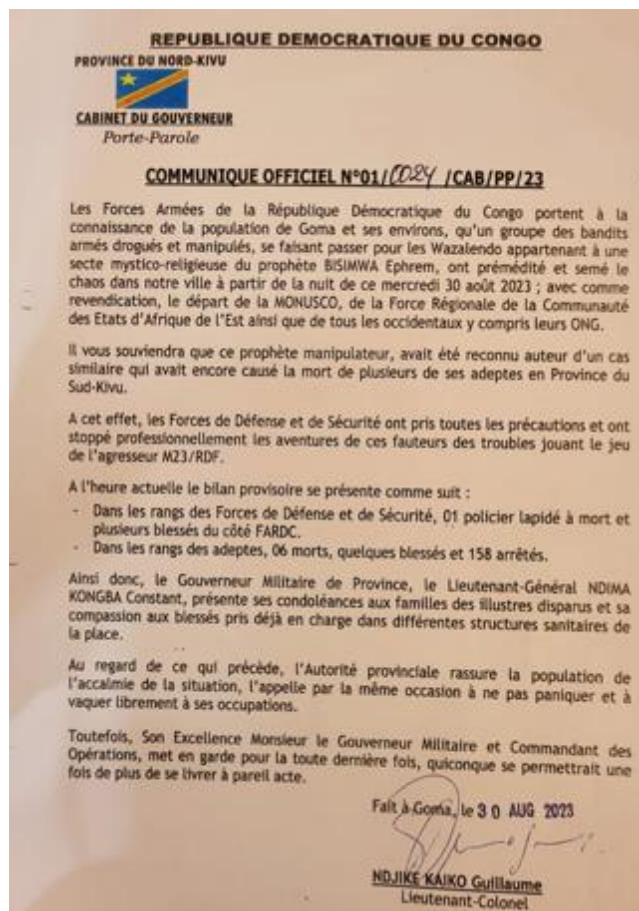 REPUBLIQUE DEMOCRATIQUE DU CONGO
PROVINCE DU NORD-KIVU
CABINET DU GOUVERNEUR
Porte-Parole
COMMUNIQUE OFFICIEL N°01/0024 /CAB/PP/23
Les Forces Armées de la République Démocratique du Congo portent à la
connaissance de la population de Goma et ses environs, qu'un groupe des bandits
armés drogués et manipulés, se faisant passer pour les Wazalendo appartenant à une
secte mystico-religieuse du prophète BISIMWA Ephrem, ont prémédité et semé le
chaos dans notre ville à partir de la nuit de ce mercredi 30 août 2023 ; avec comme
revendication, le départ de la MONUSCO, de la Force Régionale de la Communauté
des Etats d'Afrique de l'Est ainsi que de tous les occidentaux y compris leurs ONG.
Il vous souviendra que ce prophète manipulateur, avait été reconnu auteur d'un cas
similaire qui avait encore causé la mort de plusieurs de ses adeptes en Province du
Sud-Kivu.
A cet effet, les Forces de Défense et de Sécurité ont pris toutes les précautions et ont
stoppé professionnellement les aventures de ces fauteurs des troubles jouant le jeu
de l'agresseur M23/RDF.
A l'heure actuelle le bilan provisoire se présente comme suit :
- Dans les rangs des Forces de Défense et de Sécurité, 01 policier lapidé à mort et
plusieurs blessés du côté FARDC.
- Dans les rangs des adeptes, 06 morts, quelques blessés et 158 arrêtés.
Ainsi donc, le Gouverneur Militaire de Province, le Lieutenant-Général NDIMA
KONGBA Constant, présente ses condoléances aux familles des illustres disparus et sa
compassion aux blessés pris déjà en charge dans différentes structures sanitaires de
la place.
Au regard de ce qui précède, l'Autorité provinciale rassure la population de
l'accalmie de la situation, l'appelle par la même occasion à ne pas paniquer et à
vaquer librement à ses occupations.
Toutefois, Son Excellence Monsieur le Gouverneur Militaire et Commandant des
Opérations, met en garde pour la toute dernière fois, quiconque se permettrait une
fois de plus de se livrer à pareil acte.
Fait à Goma, le 30 AUG 2023
NDJIKE KAIKO Guillaume
Lieutenant-Colonel